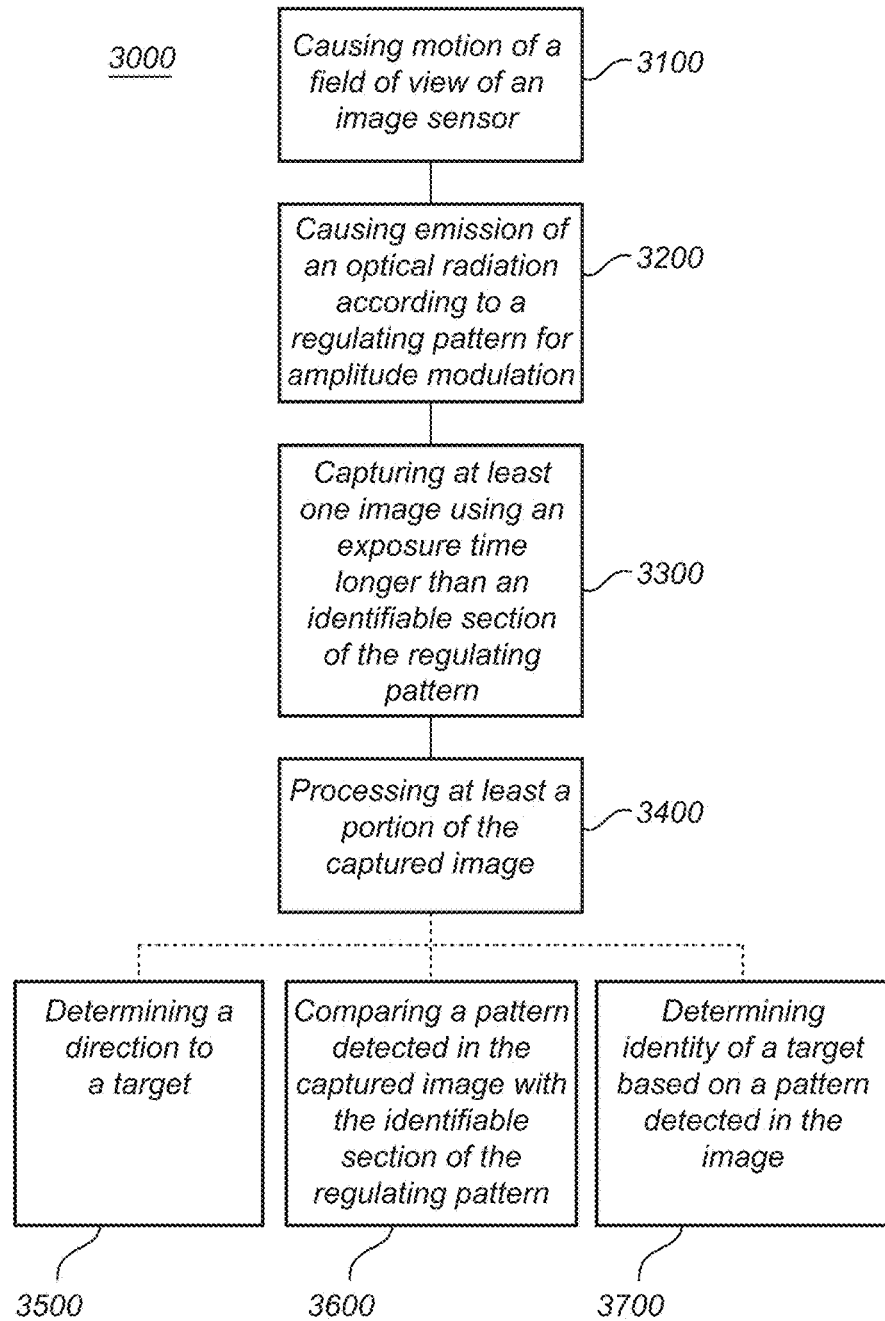 3000
Causing motion of a
field of view of an
image sensor
3100
Causing emission of
an optical radiation
according to a
regulating pattern for
amplitude modulation
3200
Capturing at least
one image using an
exposure time
longer than an
identifiable section
of the regulating
pattern
3300
Processing at least a
portion of the
captured image
3400
Determining a
direction to
a target
3500
Comparing a pattern
detected in the
captured image with
the identifiable
section of the
regulating pattern
3600
Determining
identity of a target
based on a pattern
detected in the
image
3700